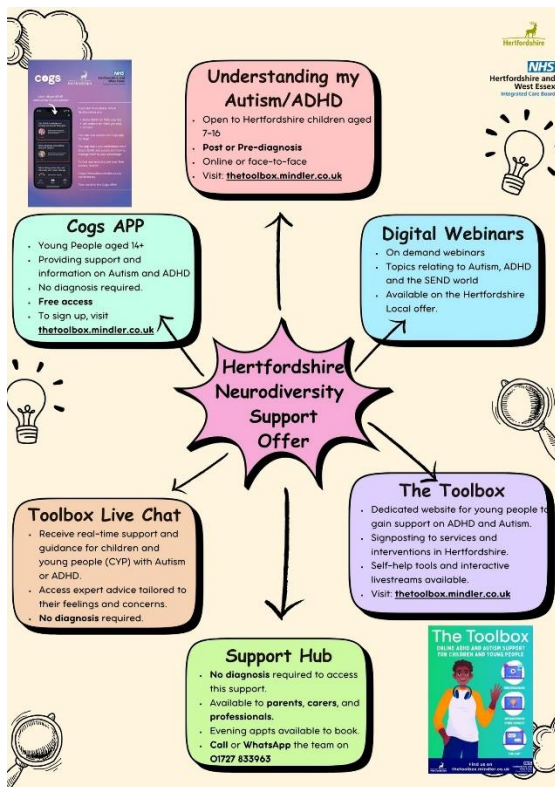 Hertfordshire
NHS
Hertfordshire and
West Essex
Integrated Care Board
cogs
Hertfordshire
NHS
Understanding my
Autism/ADHD
• Open to Hertfordshire children aged
7-16
• Post or Pre-diagnosis
• Online or face-to-face
• Visit: thetoolbox.mindler.co.uk
Cogs APP
• Young People aged 14+
• Providing support and
information on Autism and ADHD
• No diagnosis required.
• Free access
• To sign up, visit
thetoolbox.mindler.co.uk
Digital Webinars
• On demand webinars
• Topics relating to Autism, ADHD
and the SEND world
• Available on the Hertfordshire
Local offer.
Hertfordshire
Neurodiversity
Support
Offer
Toolbox Live Chat
• Receive real-time support and
guidance for children and
young people (CYP) with Autism
or ADHD.
• Access expert advice tailored to
their feelings and concerns.
• No diagnosis required.
The Toolbox
• Dedicated website for young people to
gain support on ADHD and Autism.
• Signposting to services and
interventions in Hertfordshire.
• Self-help tools and interactive
livestreams available.
• Visit: thetoolbox.mindler.co.uk
Support Hub
• No diagnosis required to access
this support.
• Available to parents, carers, and
professionals.
• Evening appts available to book.
• Call or WhatsApp the team on
01727 833963
The Toolbox
ONLINE ADHD AND AUTISM SUPPORT
FOR CHILDREN AND YOUNG PEOPLE
Find us on
thetoolbox.mindler.co.uk